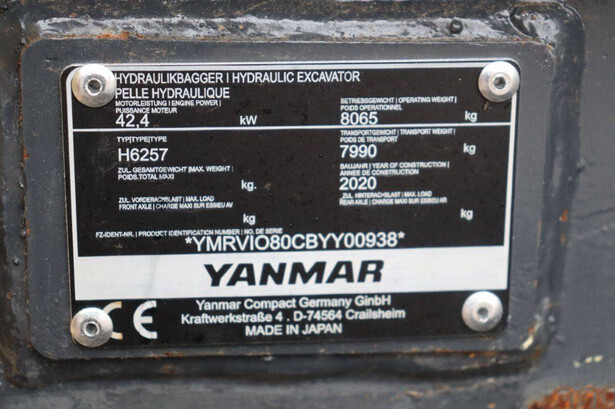 HYDRAULIKBAGGER I HYDRAULIC EXCAVATOR
PELLE HYDRAULIQUE
MOTORLEISTUNG I ENGINE POWER |
PUISSANCE MOTEUR
42,4 kW
BETRIEBSGEWICHT | OPERATING WEIGHT |
POIDS OPERATIONNEL
8065 kg
TYP|TYPE|TYPE
H6257
TRANSPORTGEWICHT | TRANSPORT WEIGHT |
POIDS DE TRANSPORT
7990 kg
ZUL. GESAMTGEWICHT |MAX. WEIGHT |
POIDS.TOTAL MAXI
kg.
BAUJAHR | YEAR OF CONSTRUCTION |
ANNÉE DE CONSTRUCTION
2020
ZUL. VORDERACHSLAST | MAX. LOAD
FRONT AXLE | CHARGE MAXI SUR ESSIEU AV
kg
ZUL. HINTERACHSLAST | MAX. LOAD
REAR AXLE. | CHARGE MAXI SUR ESSIEU AR.
kg
FZ-IDENT-NR. | PRODUCT IDENTIFICATION NUMBER | NO. DE SERIE
*YMRVIO80CBYY00938*
YANMAR
CE
Yanmar Compact Germany GmbH
Kraftwerkstraße 4 . D-74564 Crailsheim
MADE IN JAPAN